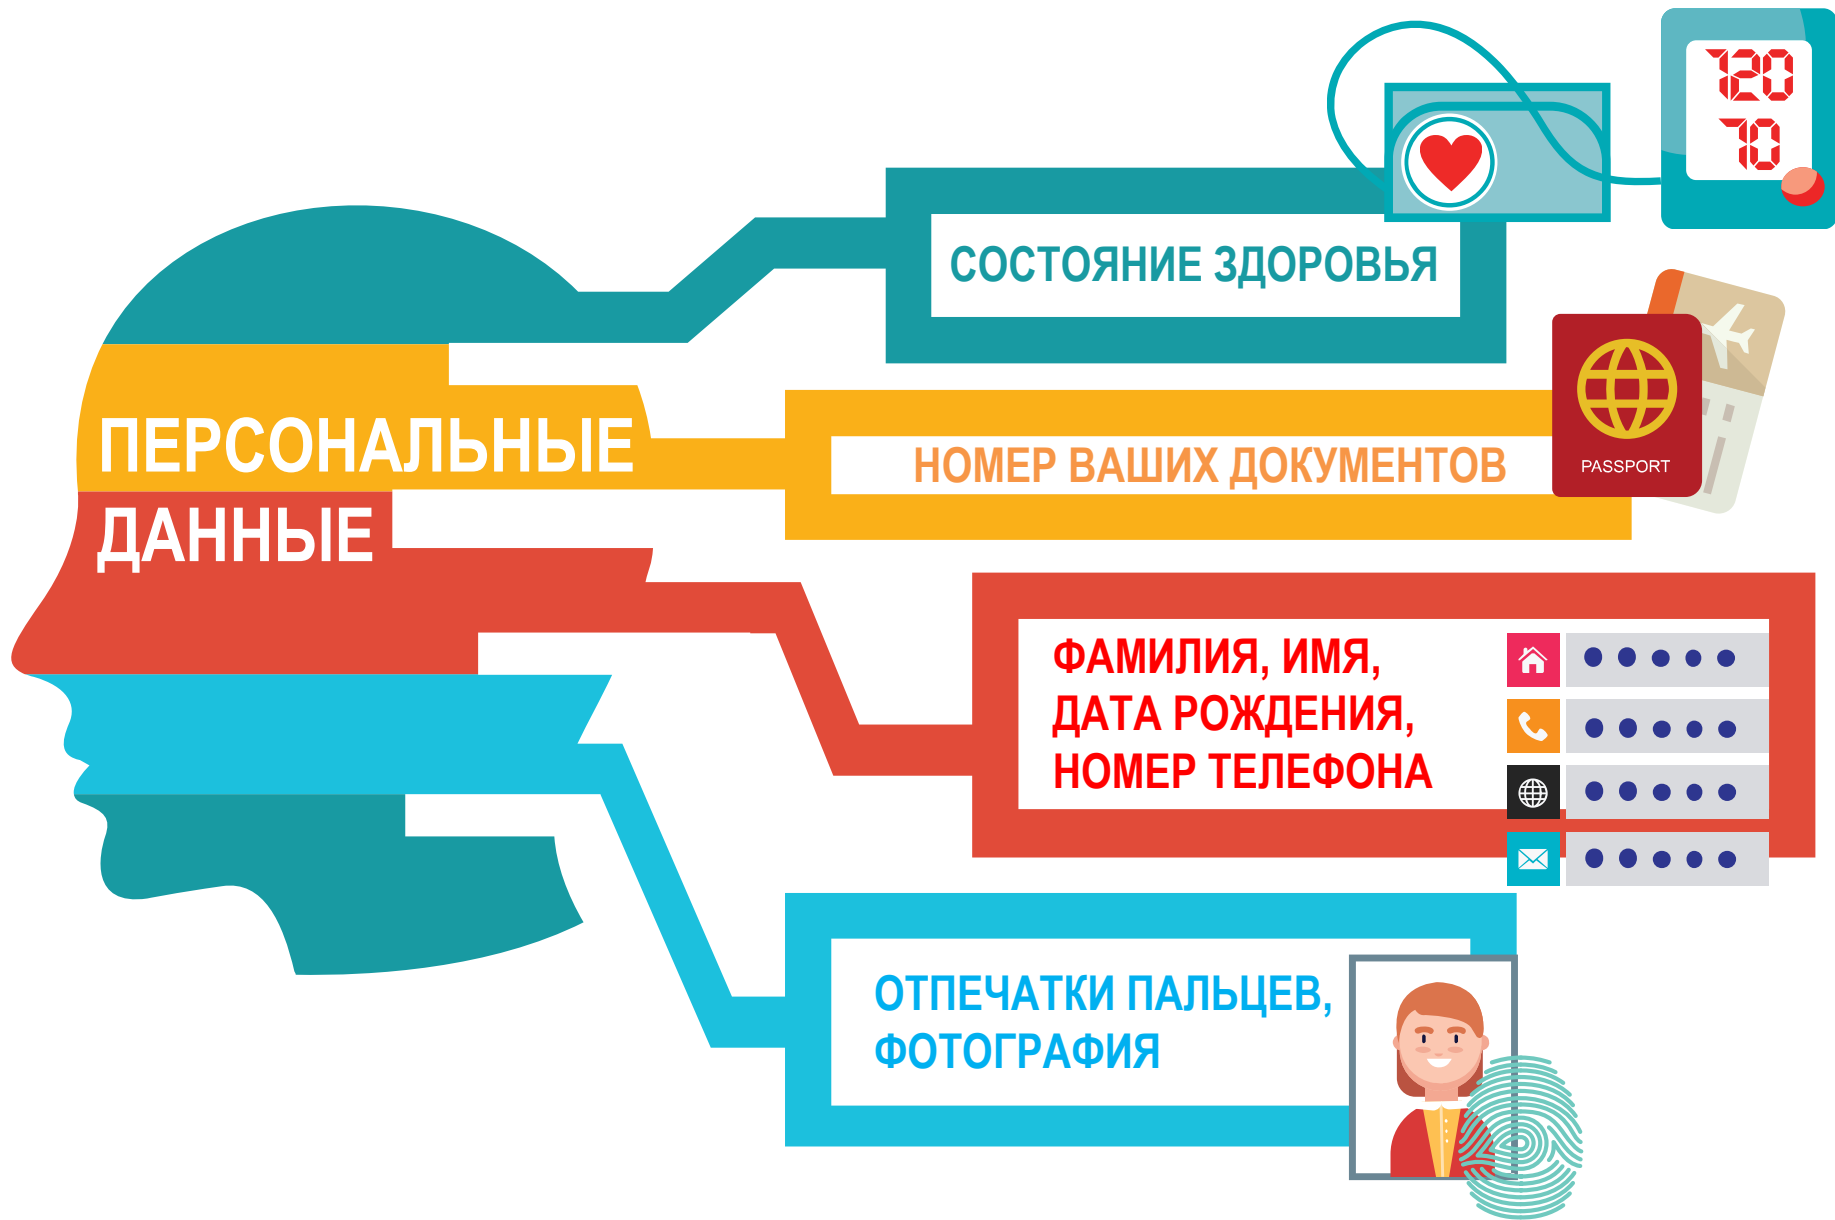 120
70
СОСТОЯНИЕ ЗДОРОВЬЯ
ПЕРСОНАЛЬНЫЕ
ДАННЫЕ
НОМЕР ВАШИХ ДОКУМЕНТОВ
PASSPORT
ФАМИЛИЯ, ИМЯ,
ДАТА РОЖДЕНИЯ,
НОМЕР ТЕЛЕФОНА
ОТПЕЧАТКИ ПАЛЬЦЕВ,
ФОТОГРАФИЯ